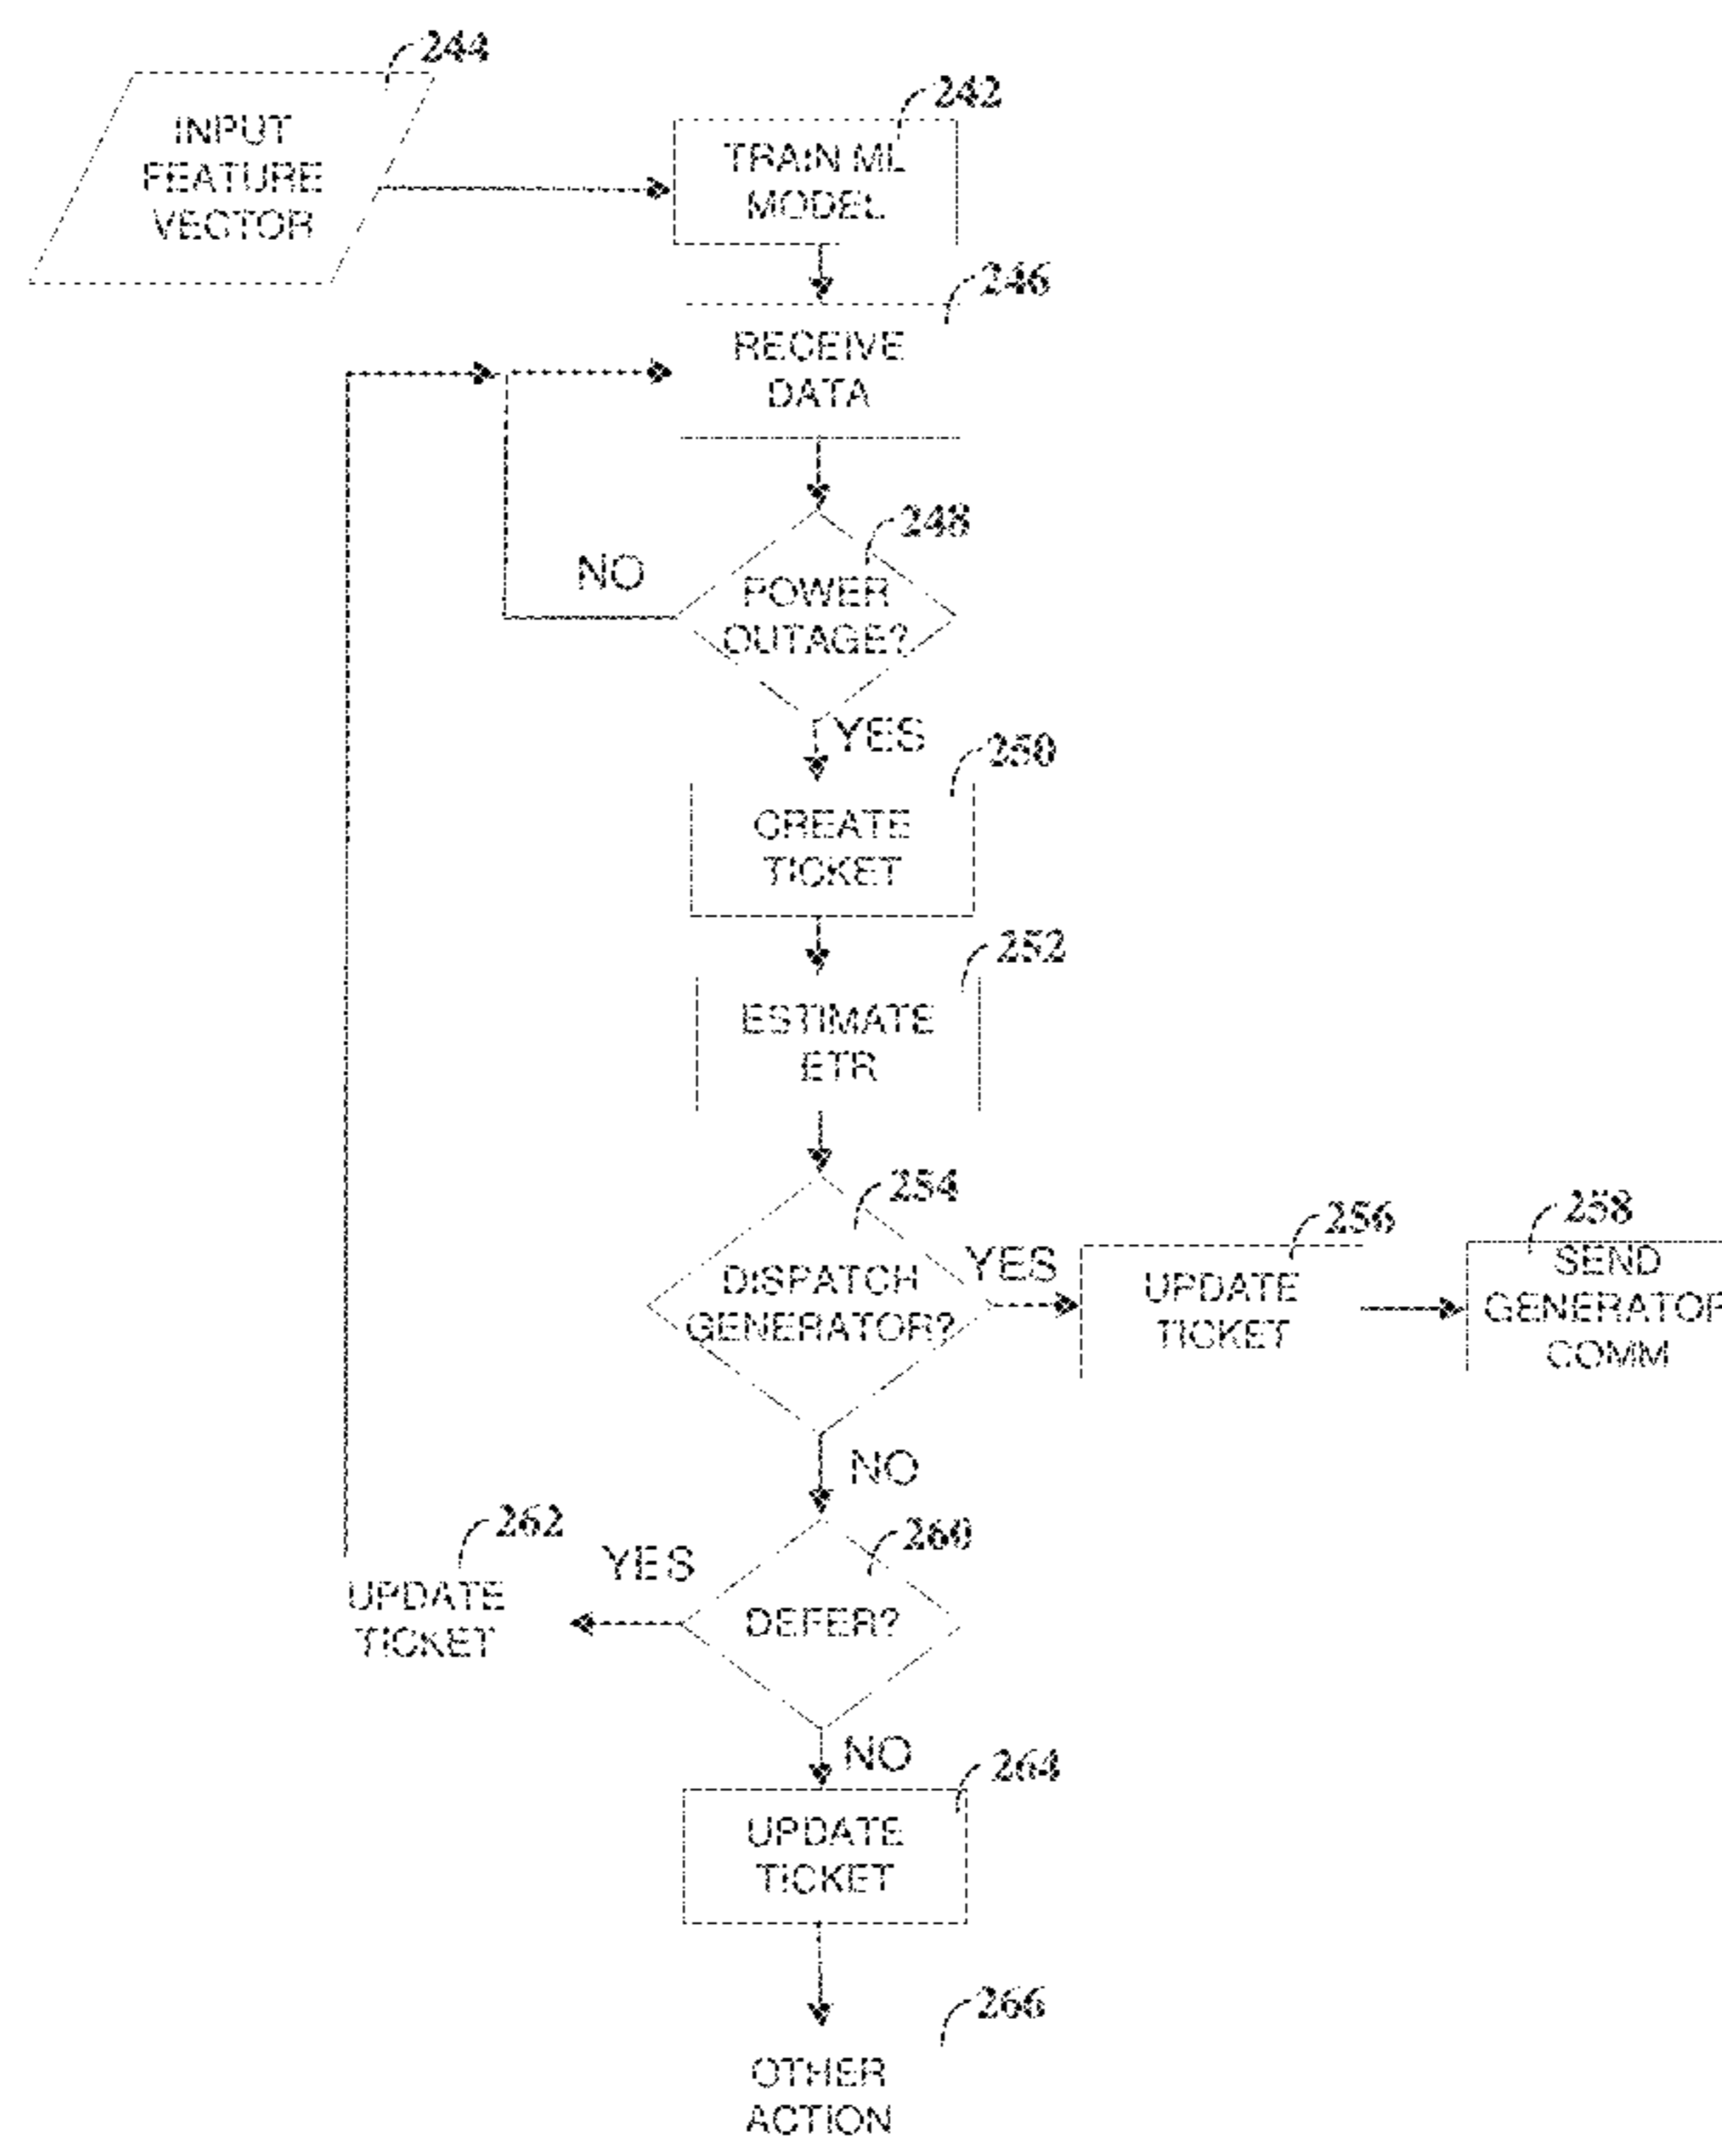 244
INPUT
FEATURE
VECTOR
242
TRAIN ML
MODEL
246
RECEIVE
DATA
248
POWER
OUTAGE?
NO
YES
250
CREATE
TICKET
252
ESTIMATE
ETR
254
DISPATCH
GENERATOR?
YES
256
UPDATE
TICKET
258
SEND
GENERATOR
COMM
NO
260
DEFER?
YES
262
UPDATE
TICKET
NO
264
UPDATE
TICKET
266
OTHER
ACTION